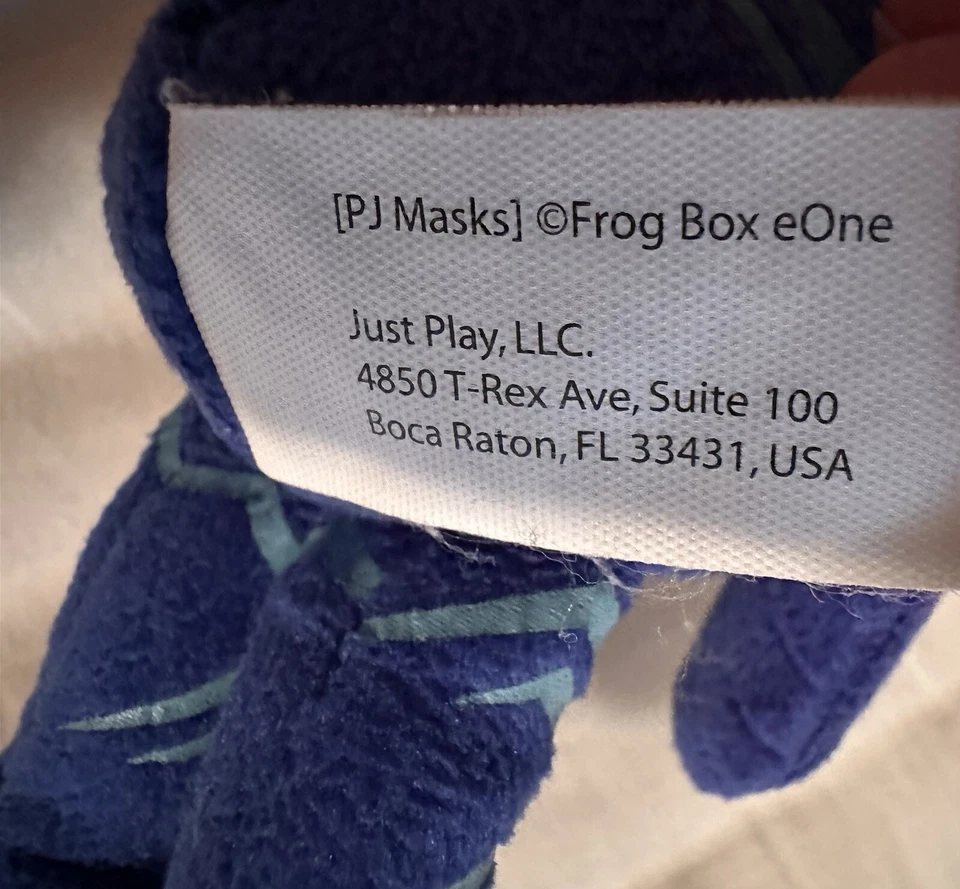 [PJ Masks] ©Frog Box eOne
Just Play, LLC.
4850 T-Rex Ave, Suite 100
Boca Raton, FL 33431, USA